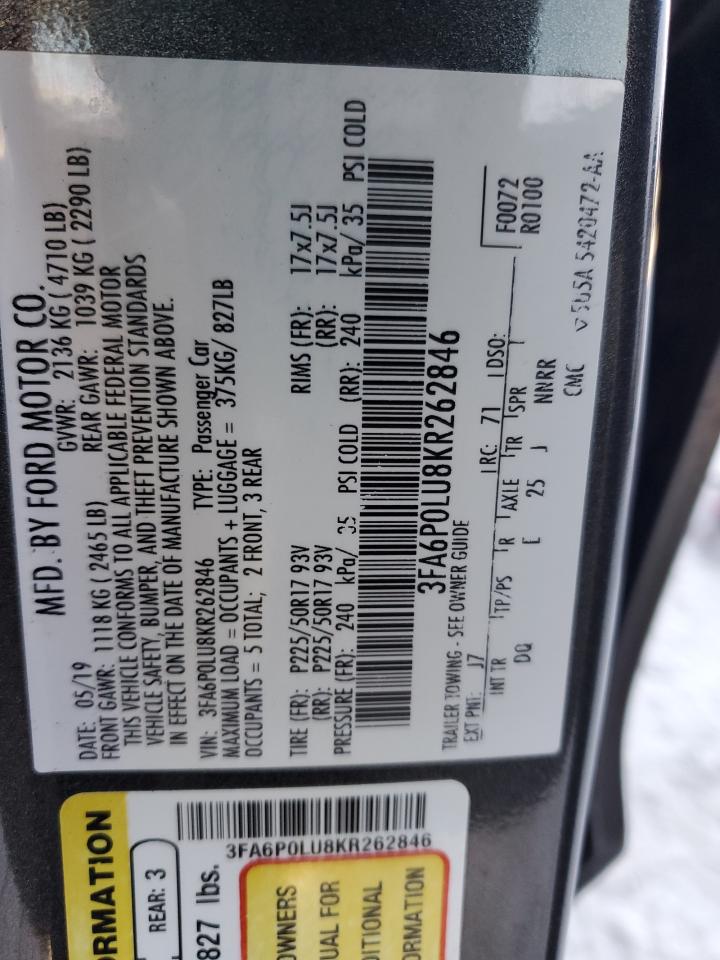 MFD. BY FORD MOTOR CO.
DATE: 05/19 GVWR: 2136 KG ( 4710 LB)
FRONT GAWR: 1118 KG ( 2465 LB) REAR GAWR: 1039 KG ( 2290 LB)
THIS VEHICLE CONFORMS TO ALL APPLICABLE FEDERAL MOTOR
VEHICLE SAFETY, BUMPER, AND THEFT PREVENTION STANDARDS
IN EFFECT ON THE DATE OF MANUFACTURE SHOWN ABOVE.
VIN: 3FA6P0LU8KR262846 TYPE: Passenger Car
MAXIMUM LOAD = OCCUPANTS + LUGGAGE = 375KG/ 827LB
OCCUPANTS = 5 TOTAL; 2 FRONT, 3 REAR
TIRE (FR): P225/50R17 93V RIMS (FR): 17x7.5J
(RR): P225/50R17 93V (RR): 17x7.5J
PRESSURE (FR): 240 kPa/ 35 PSI COLD (RR): 240 kPa/ 35 PSI COLD
3FA6P0LU8KR262846
TRAILER TOWING - SEE OWNER GUIDE
EXT PNT: J7 RC: 71 DSO: F0072
R0100
INT TR TP/PS R AXLE TR SPR
DQ 25 J NNRR
CMC
5420472-AA
3FA6P0LU8KR262846
ORMATION
REAR: 3
827 lbs.
OWNERS
UAL FOR
DITIONAL
ORMATION